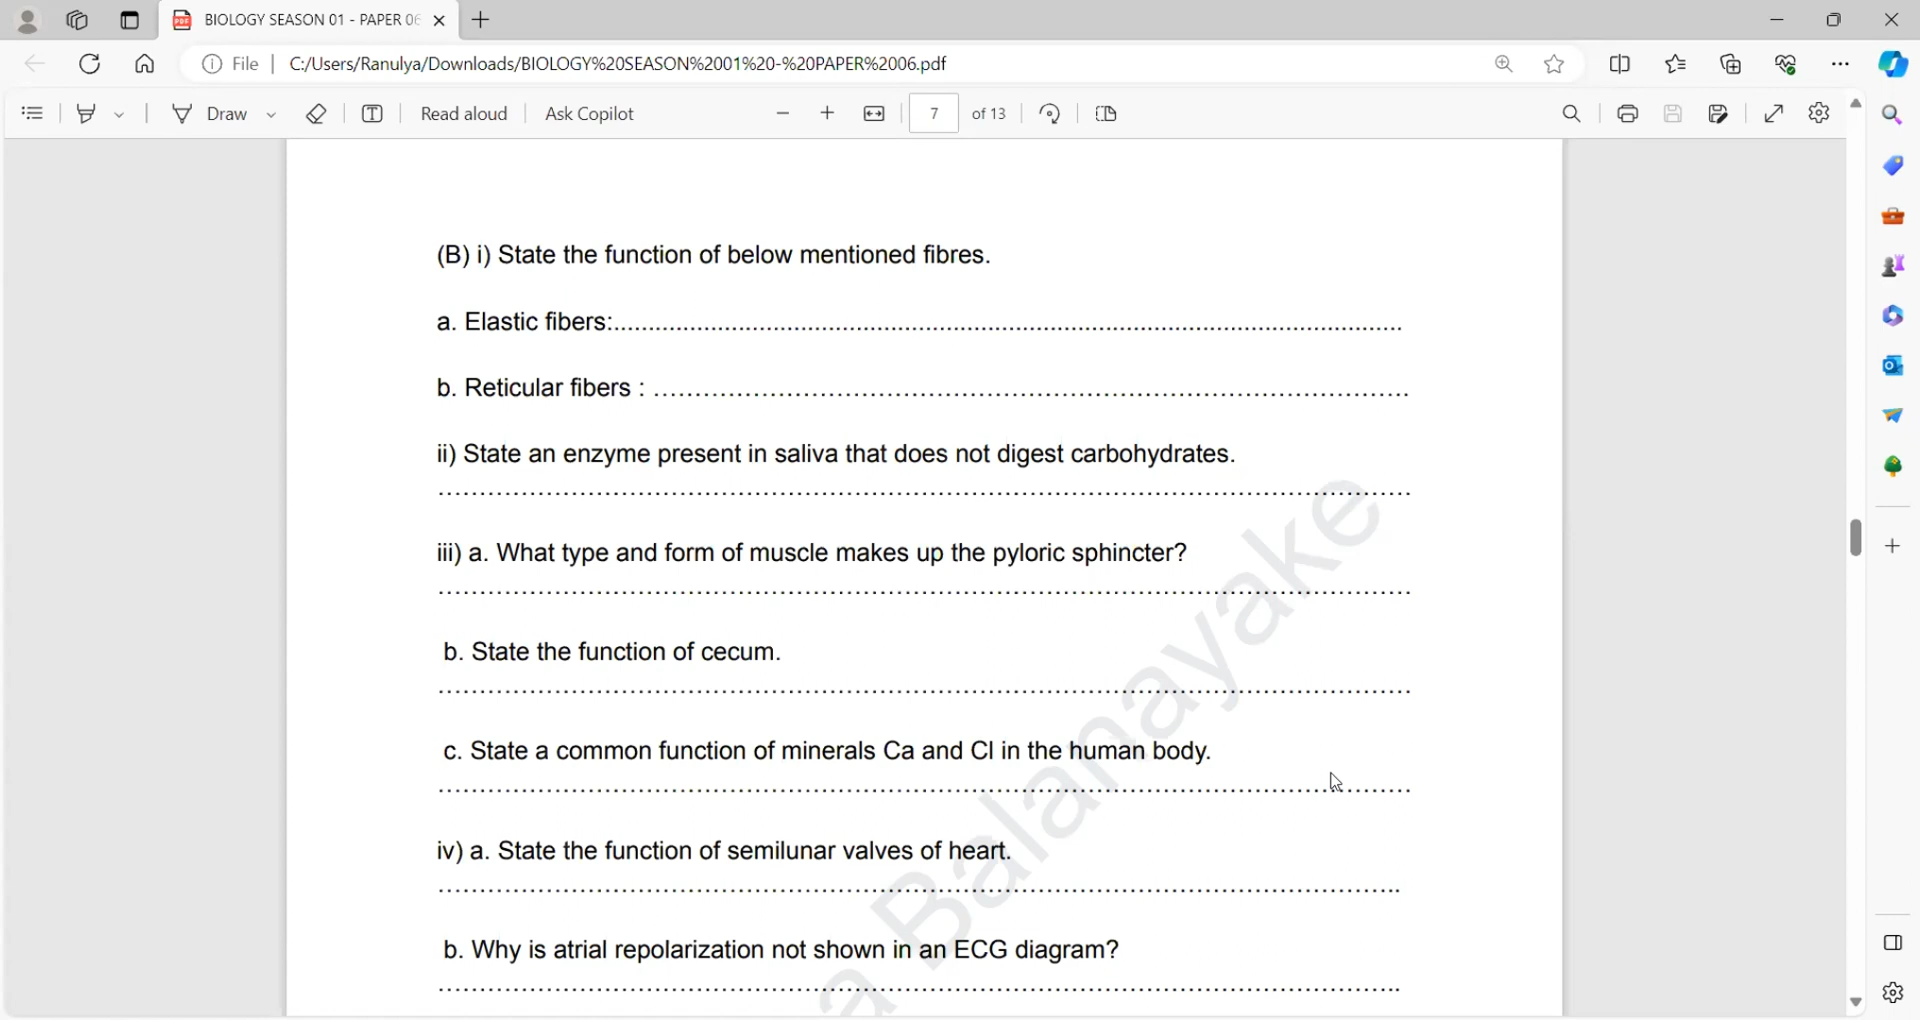 BIOLOGY SEASON 01 - PAPER 06
File
C:/Users/Ranulya/Downloads/BIOLOGY%20SEASON%2001%20-%20PAPER%2006.pdf
Draw
Read aloud
Ask Copilot
7
of 13
(B) i) State the function of below mentioned fibres.
a. Elastic fibers:..................................................................................................................
b. Reticular fibers : ..........................................................................................
ii) State an enzyme present in saliva that does not digest carbohydrates.
......................................................................................................................
iii) a. What type and form of muscle makes up the pyloric sphincter?
......................................................................................................................
b. State the function of cecum.
......................................................................................................................
c. State a common function of minerals Ca and Cl in the human body.
......................................................................................................................
iv) a. State the function of semilunar valves of heart.
.....................................................................................................................
b. Why is atrial repolarization not shown in an ECG diagram?
.....................................................................................................................
a Balanayake